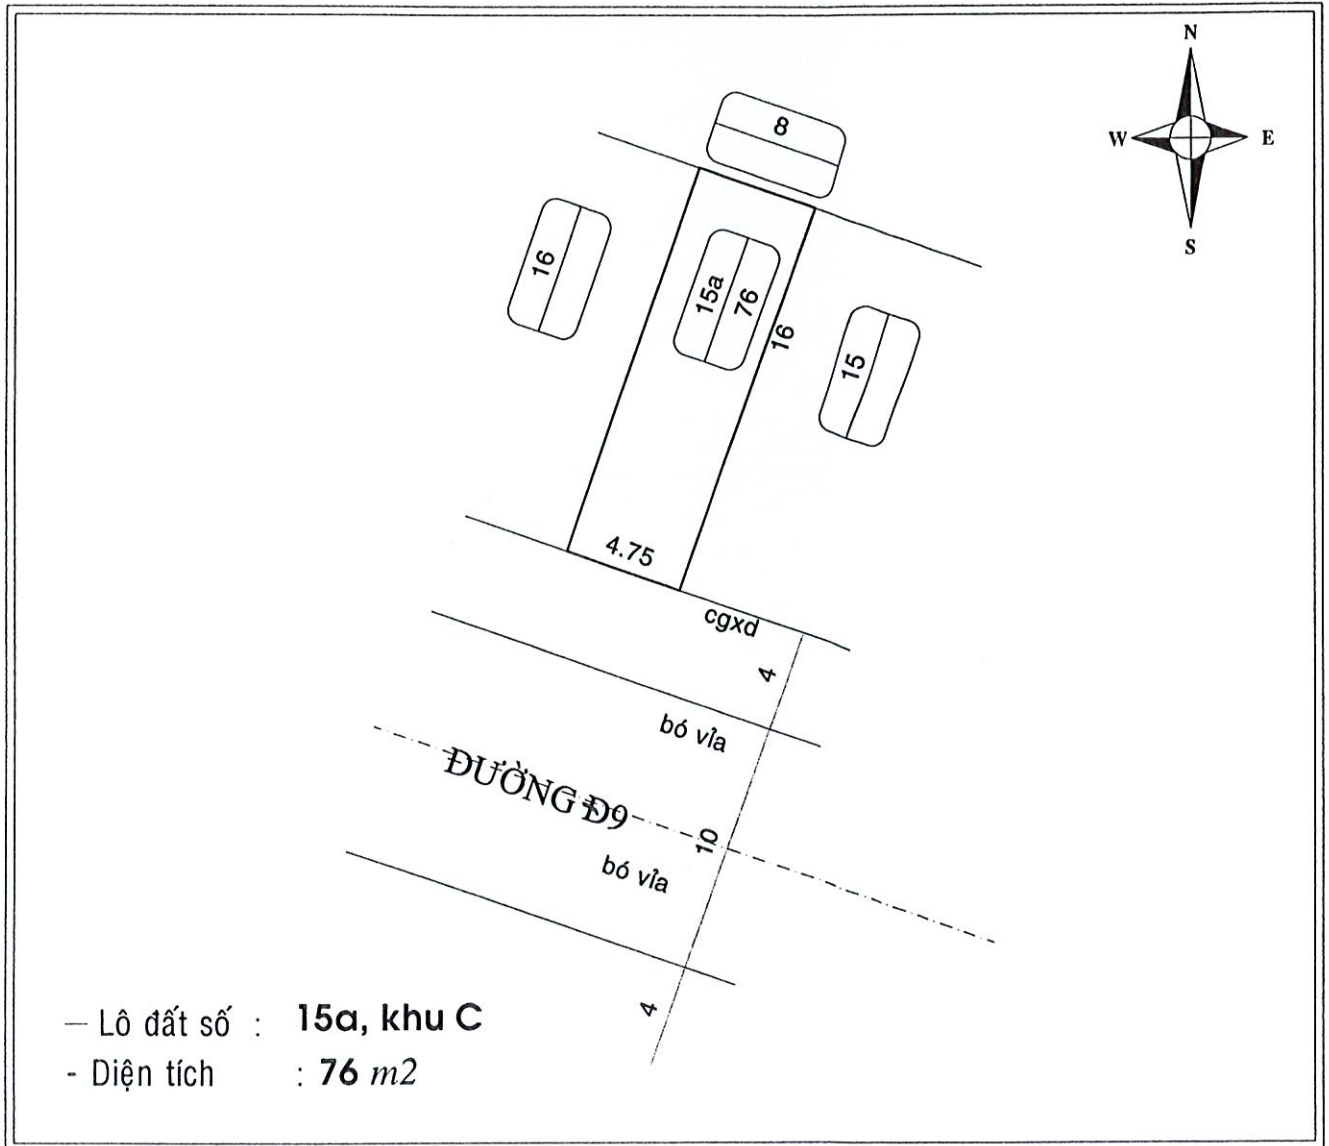 N
W E
S
8
16
15a
76
16
15
4.75
cgxd
4
bó vỉa
ĐƯỜNG Đ9
10
bó vỉa
4
— Lô đất số : 15a, khu C
- Diện tích : 76 m2